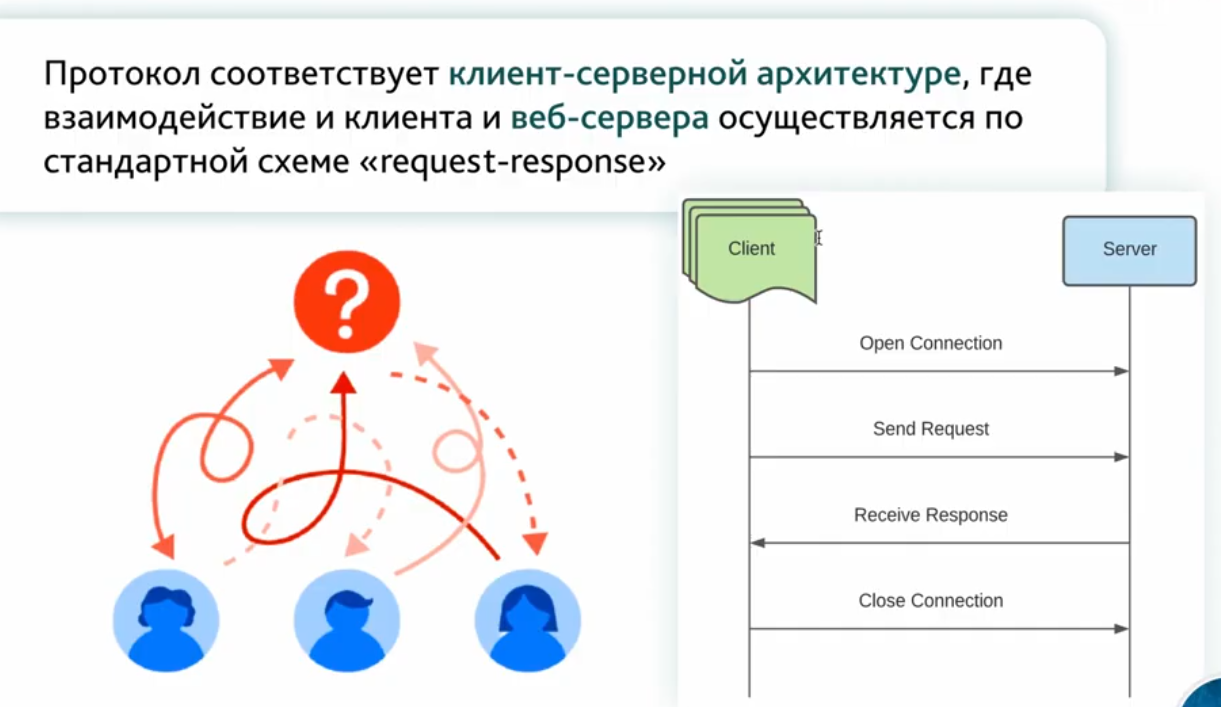 Протокол соответствует клиент-серверной архитектуре, где
взаимодействие и клиента и веб-сервера осуществляется по
стандартной схеме «request-response»
?
Client
Server
Open Connection
Send Request
Receive Response
Close Connection